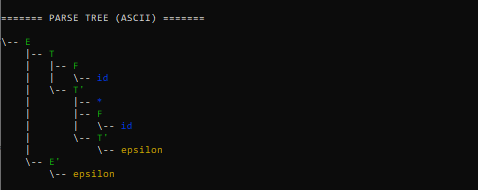 ======= PARSE TREE (ASCII) =======
\-- E
    |-- T
    |   |-- F
    |   |   \-- id
    |   \-- T'
    |       |-- *
    |       |-- F
    |       |   \-- id
    |       \-- T'
    |           \-- epsilon
    \-- E'
        \-- epsilon